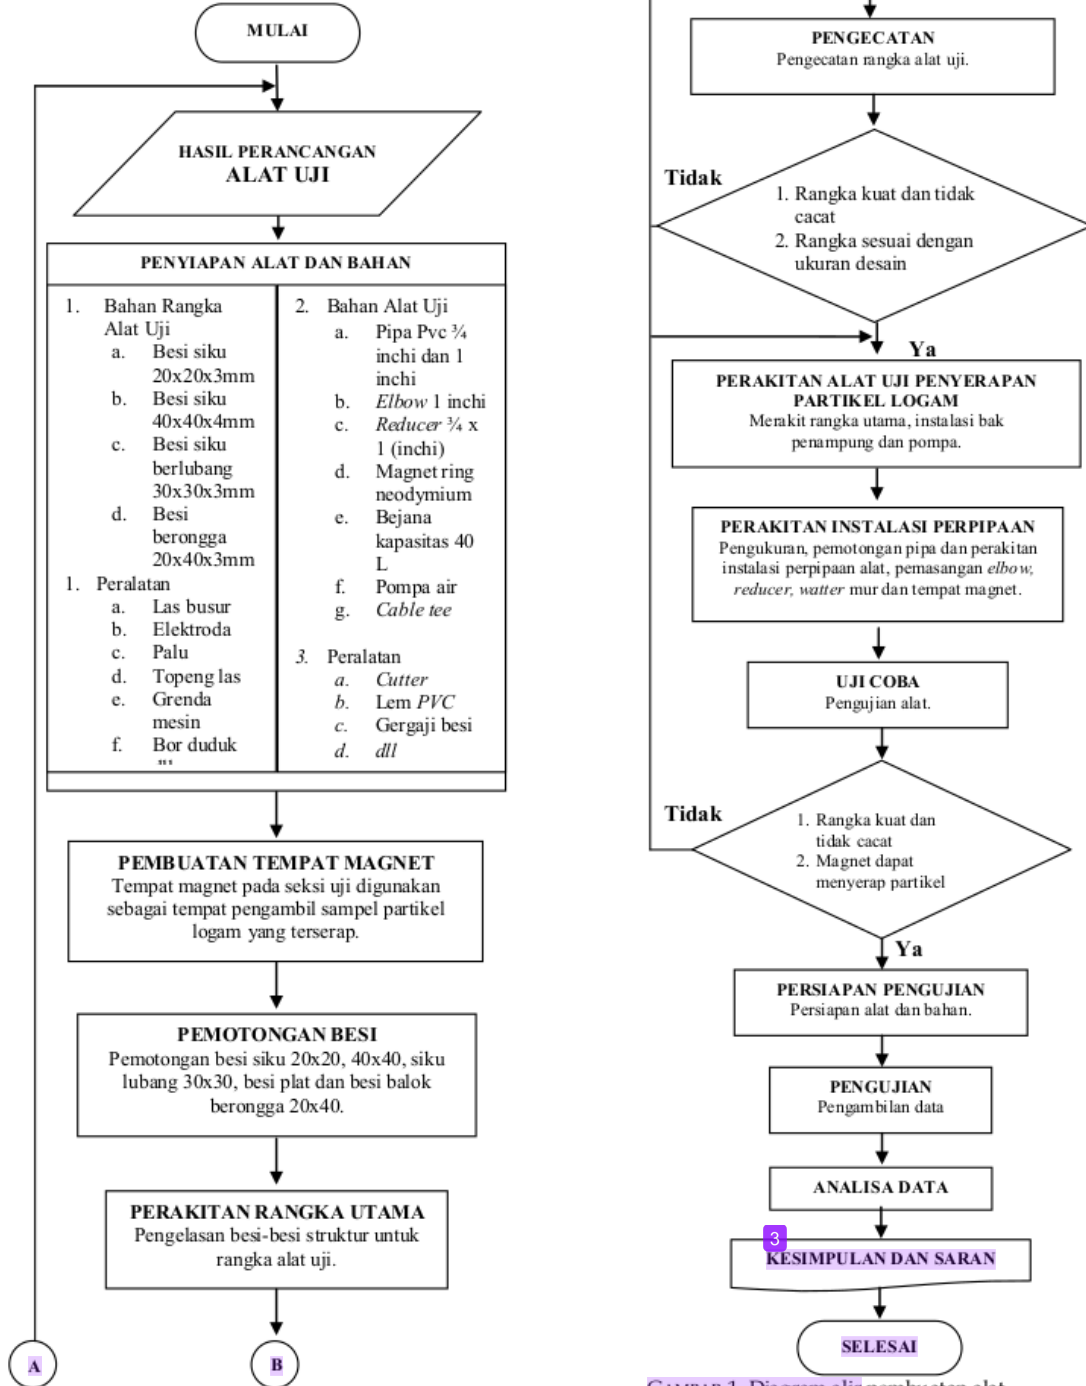 MULAI
HASIL PERANCANGAN
ALAT UJI
PENYIAPAN ALAT DAN BAHAN
1. Bahan Rangka
Alat Uji
a. Besi siku
20x20x3mm
b. Besi siku
40x40x4mm
c. Besi siku
berlubang
30x30x3mm
d. Besi
berongga
20x40x3mm
1. Peralatan
a. Las busur
b. Elektroda
c. Palu
d. Topeng las
e. Grenda
mesin
f. Bor duduk
2. Bahan Alat Uji
a. Pipa Pvc ¾
inchi dan 1
inchi
b. Elbow 1 inchi
c. Reducer ¾ x
1 (inchi)
d. Magnet ring
neodymium
e. Bejana
kapasitas 40
L
f. Pompa air
g. Cable tee
3. Peralatan
a. Cutter
b. Lem PVC
c. Gergaji besi
d. dll
PEMBUATAN TEMPAT MAGNET
Tempat magnet pada seksi uji digunakan
sebagai tempat pengambil sampel partikel
logam yang terserap.
PEMOTONGAN BESI
Pemotongan besi siku 20x20, 40x40, siku
lubang 30x30, besi plat dan besi balok
berongga 20x40.
PERAKITAN RANGKA UTAMA
Pengelasan besi-besi struktur untuk
rangka alat uji.
A
B
PENGECATAN
Pengecatan rangka alat uji.
Tidak
1. Rangka kuat dan tidak
cacat
2. Rangka sesuai dengan
ukuran desain
Ya
PERAKITAN ALAT UJI PENYERAPAN
PARTIKEL LOGAM
Merakit rangka utama, instalasi bak
penampung dan pompa.
PERAKITAN INSTALASI PERPIPAAN
Pengukuran, pemotongan pipa dan perakitan
instalasi perpipaan alat, pemasangan elbow,
reducer, watter mur dan tempat magnet.
UJI COBA
Pengujian alat.
Tidak
1. Rangka kuat dan
tidak cacat
2. Magnet dapat
menyerap partikel
Ya
PERSIAPAN PENGUJIAN
Persiapan alat dan bahan.
PENGUJIAN
Pengambilan data
ANALISA DATA
3
KESIMPULAN DAN SARAN
SELESAI
GAMBAR 1. Diagram alir pembuatan alat